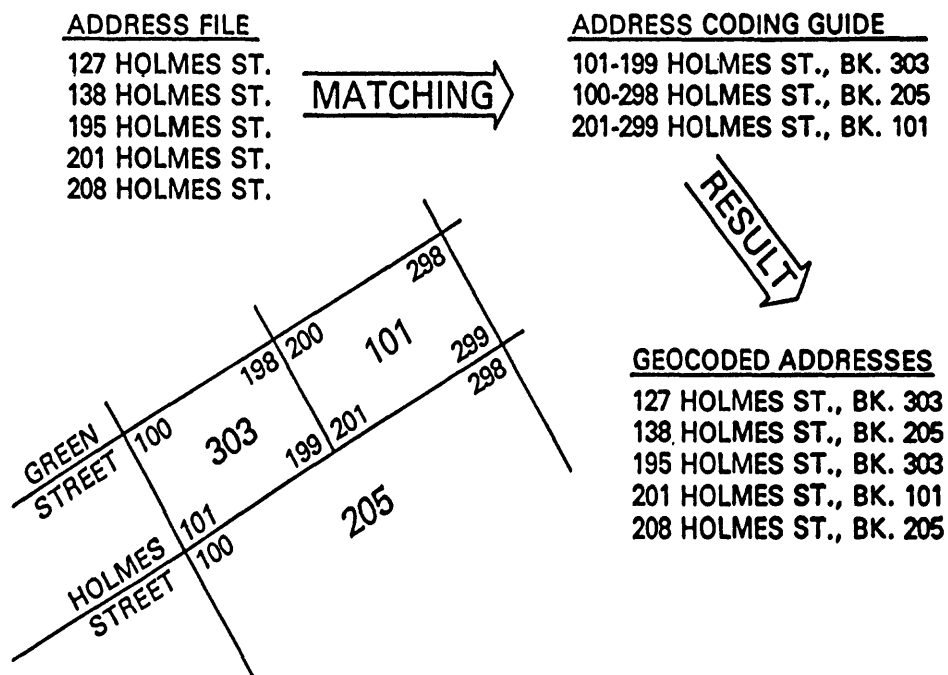 ADDRESS FILE
127 HOLMES ST.
138 HOLMES ST.
195 HOLMES ST.
201 HOLMES ST.
208 HOLMES ST.
MATCHING
ADDRESS CODING GUIDE
101-199 HOLMES ST., BK. 303
100-298 HOLMES ST., BK. 205
201-299 HOLMES ST., BK. 101
RESULT
298
198 200
101
299
298
GREEN
STREET
100
303
199 201
205
HOLMES
STREET
101
100
GEOCODED ADDRESSES
127 HOLMES ST., BK. 303
138 HOLMES ST., BK. 205
195 HOLMES ST., BK. 303
201 HOLMES ST., BK. 101
208 HOLMES ST., BK. 205